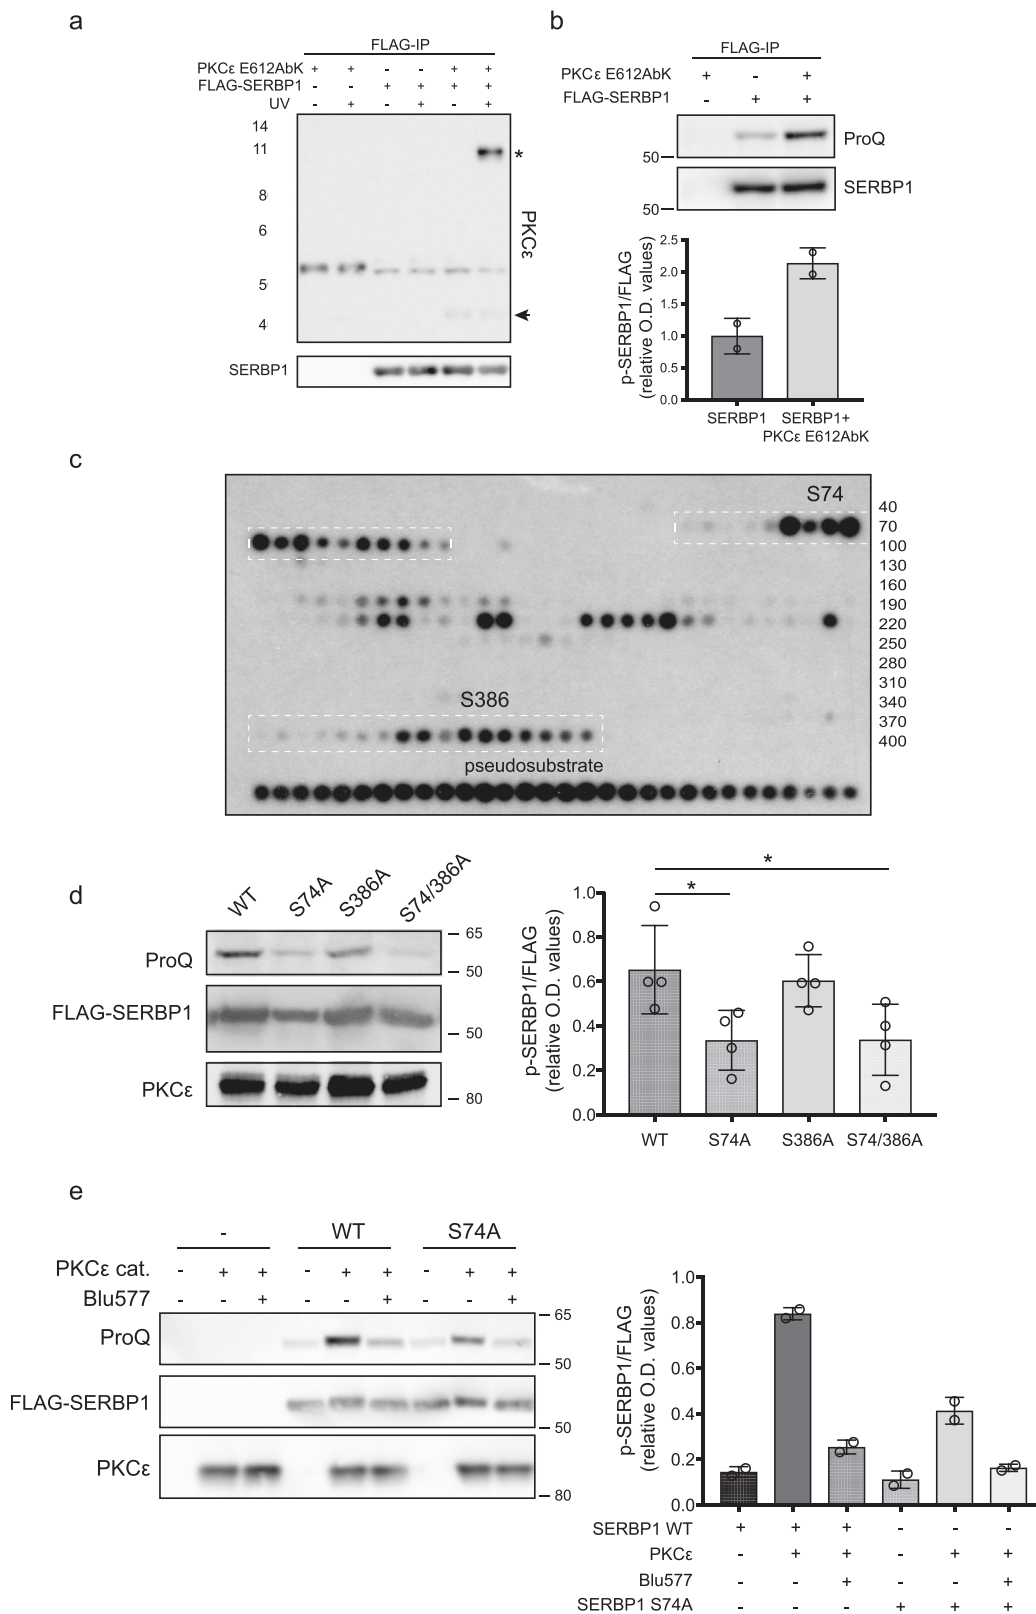 a
FLAG-IP
PKCε E612AbK + + - - + +
FLAG-SERBP1 - - + + + +
UV - + - + - +
14
11
8
6
5
4
*
PKCε
SERBP1
b
FLAG-IP
PKCε E612AbK + - +
FLAG-SERBP1 - + +
ProQ
50
SERBP1
50
p-SERBP1/FLAG
(relative O.D. values)
2.5
2.0
1.5
1.0
0.5
0.0
SERBP1
SERBP1+
PKCε E612AbK
c
S74
40
70
100
130
160
190
220
250
280
310
340
370
400
S386
pseudosubstrate
d
WT
S74A
S386A
S74/386A
ProQ
65
50
FLAG-SERBP1
50
PKCε
80
p-SERBP1/FLAG
(relative O.D. values)
1.0
0.8
0.6
0.4
0.2
0.0
*
*
WT
S74A
S386A
S74/386A
e
- WT S74A
PKCε cat. - + + - + + - + +
Blu577 + + +
ProQ
65
50
FLAG-SERBP1
50
PKCε
80
p-SERBP1/FLAG
(relative O.D. values)
1.0
0.8
0.6
0.4
0.2
0.0
SERBP1 WT + + + - - -
PKCε - + + - + +
Blu577 - - + - - +
SERBP1 S74A - - - + + +